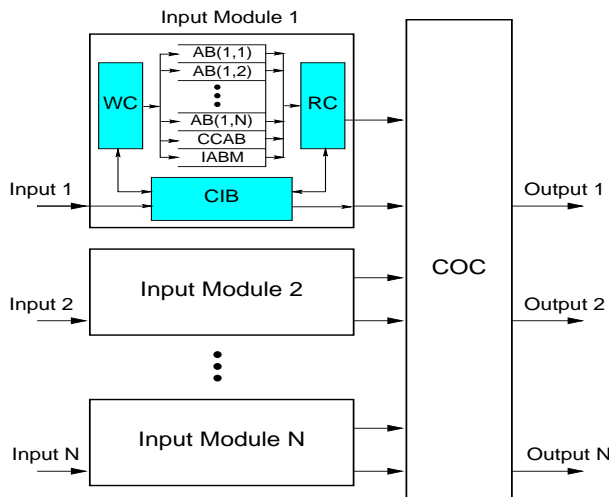 Input Module 1
AB(1,1)
AB(1,2)
WC
RC
AB(1,N)
CCAB
IABM
Input 1
CIB
Output 1
COC
Input Module 2
Input 2
Output 2
Input Module N
Input N
Output N